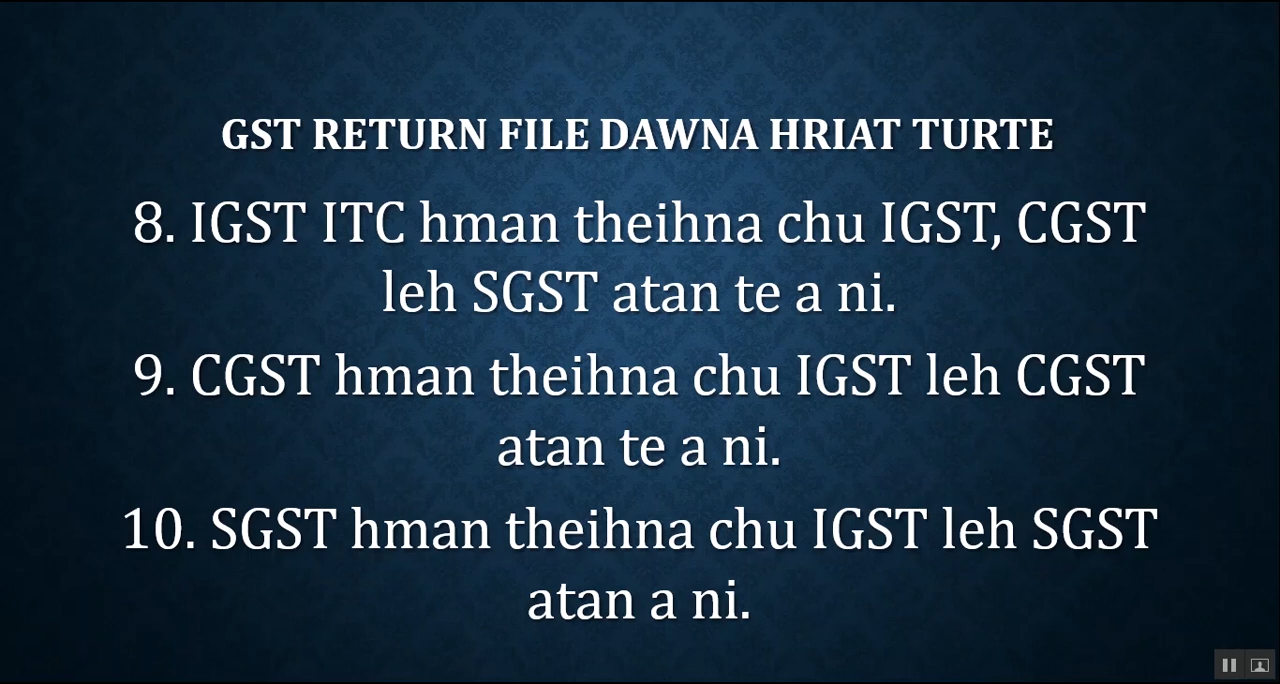 GST RETURN FILE DAWNA HRIAT TURTE
8. IGST ITC hman theihna chu IGST, CGST
leh SGST atan te a ni.
9. CGST hman theihna chu IGST leh CGST
atan te a ni.
10. SGST hman theihna chu IGST leh SGST
atan a ni.